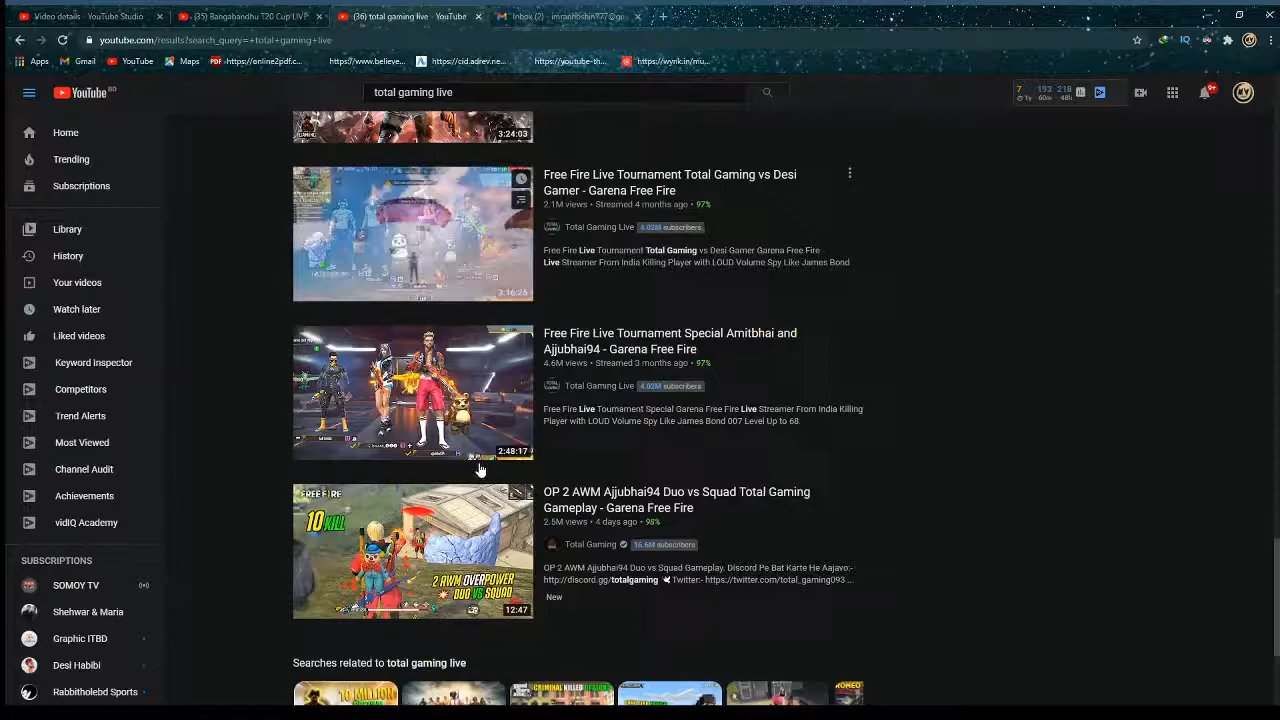 Video details - YouTube Studio
(35) Bangabandhu T20 Cup LIVE
(36) total gaming live - YouTube
Inbox (2) - imranhosin777@gm
youtube.com/results?search_query=+total+gaming+live
Apps
Gmail
YouTube
Maps
https://online2pdf.c...
https://www.believe...
https://cid.adrev.ne...
https://youtube-th...
https://wynk.in/mu...
YouTube BD
total gaming live
7 193 218
1y 60m 48h
9+
Home
Trending
Subscriptions
Library
History
Your videos
Watch later
Liked videos
Keyword Inspector
Competitors
Trend Alerts
Most Viewed
Channel Audit
Achievements
vidIQ Academy
SUBSCRIPTIONS
SOMOY TV
Shehwar & Maria
Graphic ITBD
Desi Habibi
Rabbitholebd Sports
3:24:03
Free Fire Live Tournament Total Gaming vs Desi
Gamer - Garena Free Fire
2.1M views • Streamed 4 months ago • 97%
Total Gaming Live 4.02M subscribers
Free Fire Live Tournament Total Gaming vs Desi Gamer Garena Free Fire
Live Streamer From India Killing Player with LOUD Volume Spy Like James Bond
3:16:26
Free Fire Live Tournament Special Amitbhai and
Ajjubhai94 - Garena Free Fire
4.6M views • Streamed 3 months ago • 97%
Total Gaming Live 4.02M subscribers
Free Fire Live Tournament Special Garena Free Fire Live Streamer From India Killing
Player with LOUD Volume Spy Like James Bond 007 Level Up to 68.
2:48:17
FREE FIRE
10 KILL
2 AWM OVERPOWER
DUO VS SQUAD
12:47
OP 2 AWM Ajjubhai94 Duo vs Squad Total Gaming
Gameplay - Garena Free Fire
2.5M views • 4 days ago • 98%
Total Gaming 16.6M subscribers
OP 2 AWM Ajjubhai94 Duo vs Squad Gameplay. Discord Pe Bat Karte He Aajavo:-
http://discord.gg/totalgaming Twitter:- https://twitter.com/total_gaming093 ...
New
Searches related to total gaming live
10 MILLION
CRIMINAL KILLED